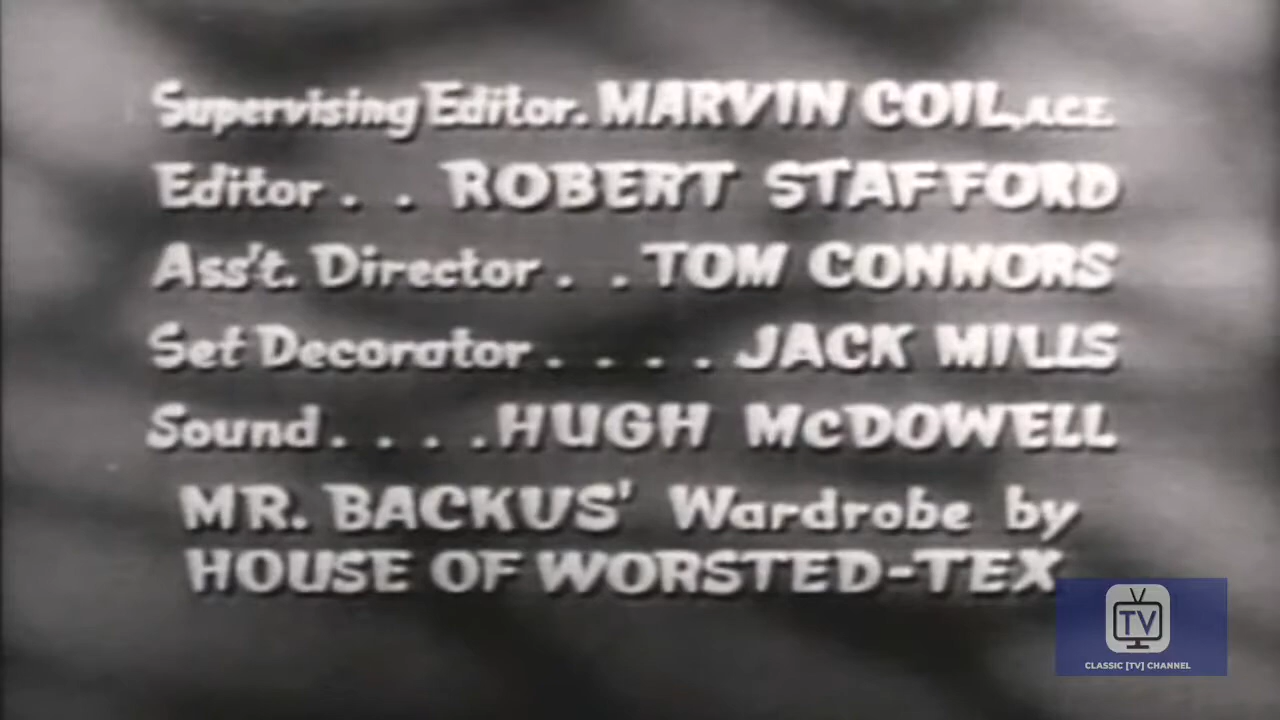 Supervising Editor. MARVIN COIL, A.C.E.
Editor . . ROBERT STAFFORD
Ass't. Director . . TOM CONNORS
Set Decorator . . . . JACK MILLS
Sound . . . . HUGH McDOWELL
MR. BACKUS' Wardrobe by
HOUSE OF WORSTED-TEX
TV
CLASSIC [TV] CHANNEL